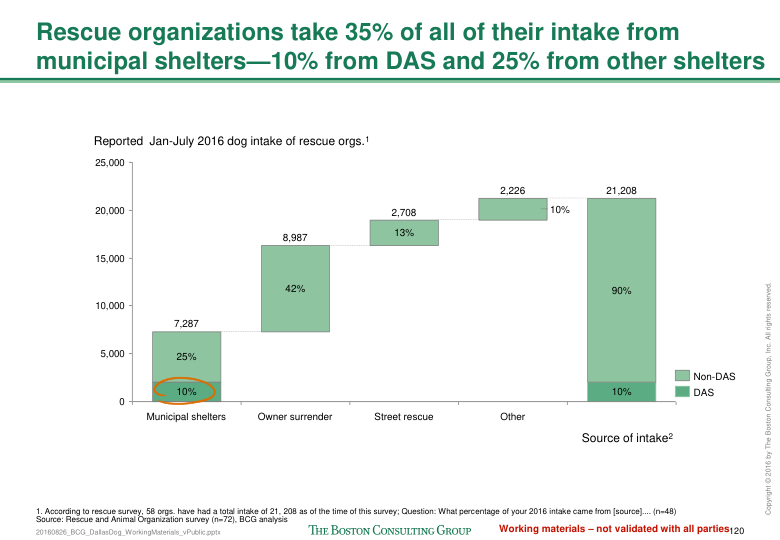 Rescue organizations take 35% of all of their intake from
municipal shelters—10% from DAS and 25% from other shelters
Reported Jan-July 2016 dog intake of rescue orgs.1
25,000
20,000
15,000
10,000
5,000
0
7,287
25%
10%
8,987
42%
2,708
13%
2,226
10%
21,208
90%
10%
Non-DAS
DAS
Municipal shelters
Owner surrender
Street rescue
Other
Source of intake2
1. According to rescue survey, 58 orgs. have had a total intake of 21, 208 as of the time of this survey; Question: What percentage of your 2016 intake came from [source].... (n=48)
Source: Rescue and Animal Organization survey (n=72), BCG analysis
20160826_BCG_DallasDog_WorkingMaterials_vPublic.pptx
THE BOSTON CONSULTING GROUP
Working materials – not validated with all parties
120
Copyright © 2016 by The Boston Consulting Group, Inc. All rights reserved.